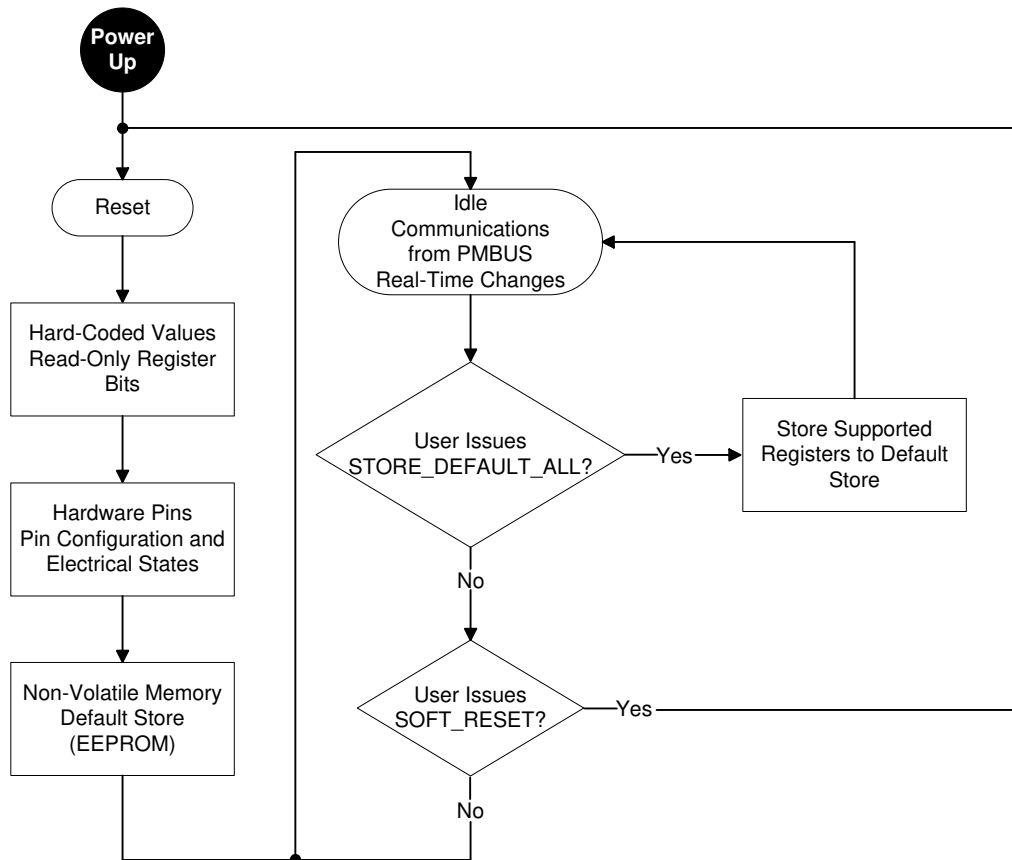 Power
Up
Reset
Hard-Coded Values
Read-Only Register
Bits
Hardware Pins
Pin Configuration and
Electrical States
Non-Volatile Memory
Default Store
(EEPROM)
Idle
Communications
from PMBUS
Real-Time Changes
User Issues
STORE_DEFAULT_ALL?
Yes
Store Supported
Registers to Default
Store
No
User Issues
SOFT_RESET?
Yes
No